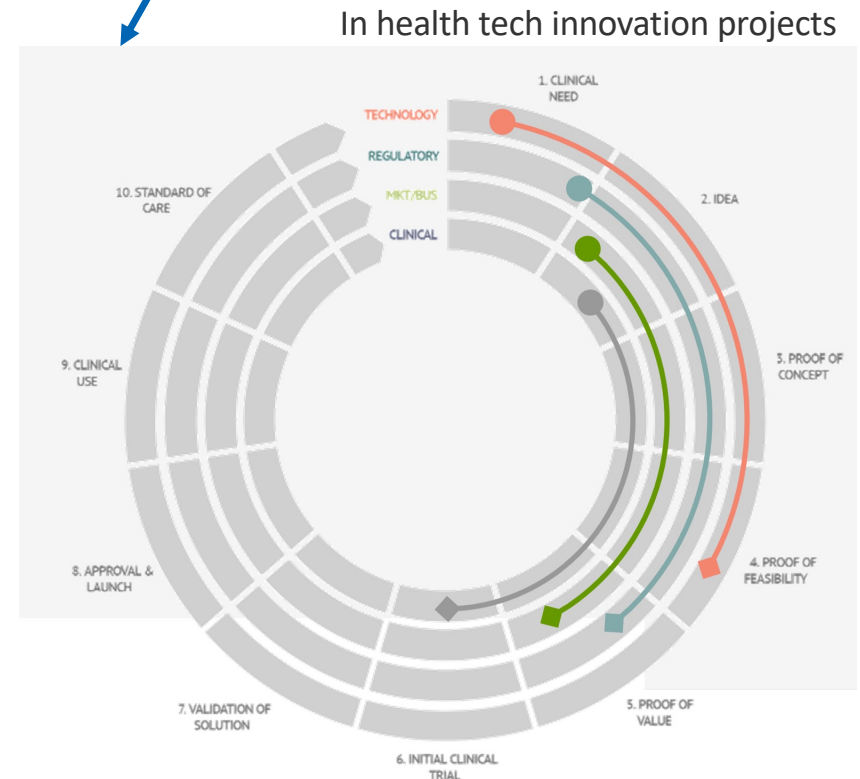 In health tech innovation projects
TECHNOLOGY
REGULATORY
MKT/BUS
CLINICAL
1. CLINICAL
NEED
2. IDEA
3. PROOF OF
CONCEPT
4. PROOF OF
FEASIBILITY
5. PROOF OF
VALUE
6. INITIAL CLINICAL
TRIAL
7. VALIDATION OF
SOLUTION
8. APPROVAL &
LAUNCH
9. CLINICAL
USE
10. STANDARD OF
CARE